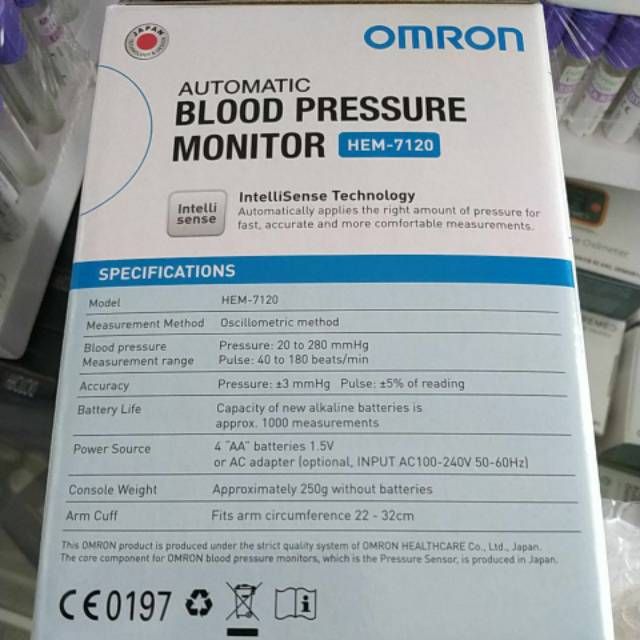 JAPAN
OMRON
AUTOMATIC
BLOOD PRESSURE
MONITOR HEM-7120
Intelli
sense
IntelliSense Technology
Automatically applies the right amount of pressure for
fast, accurate and more comfortable measurements.
SPECIFICATIONS
Model HEM-7120
Measurement Method Oscillometric method
Blood pressure Pressure: 20 to 280 mmHg
Measurement range Pulse: 40 to 180 beats/min
Accuracy Pressure: ±3 mmHg Pulse: ±5% of reading
Battery Life Capacity of new alkaline batteries is
approx. 1000 measurements
Power Source 4 "AA" batteries 1.5V
or AC adapter (optional, INPUT AC100-240V 50-60Hz)
Console Weight Approximately 250g without batteries
Arm Cuff Fits arm circumference 22 - 32cm
This OMRON product is produced under the strict quality system of OMRON HEALTHCARE Co., Ltd., Japan.
The core component for OMRON blood pressure monitors, which is the Pressure Sensor, is produced in Japan.
CE0197